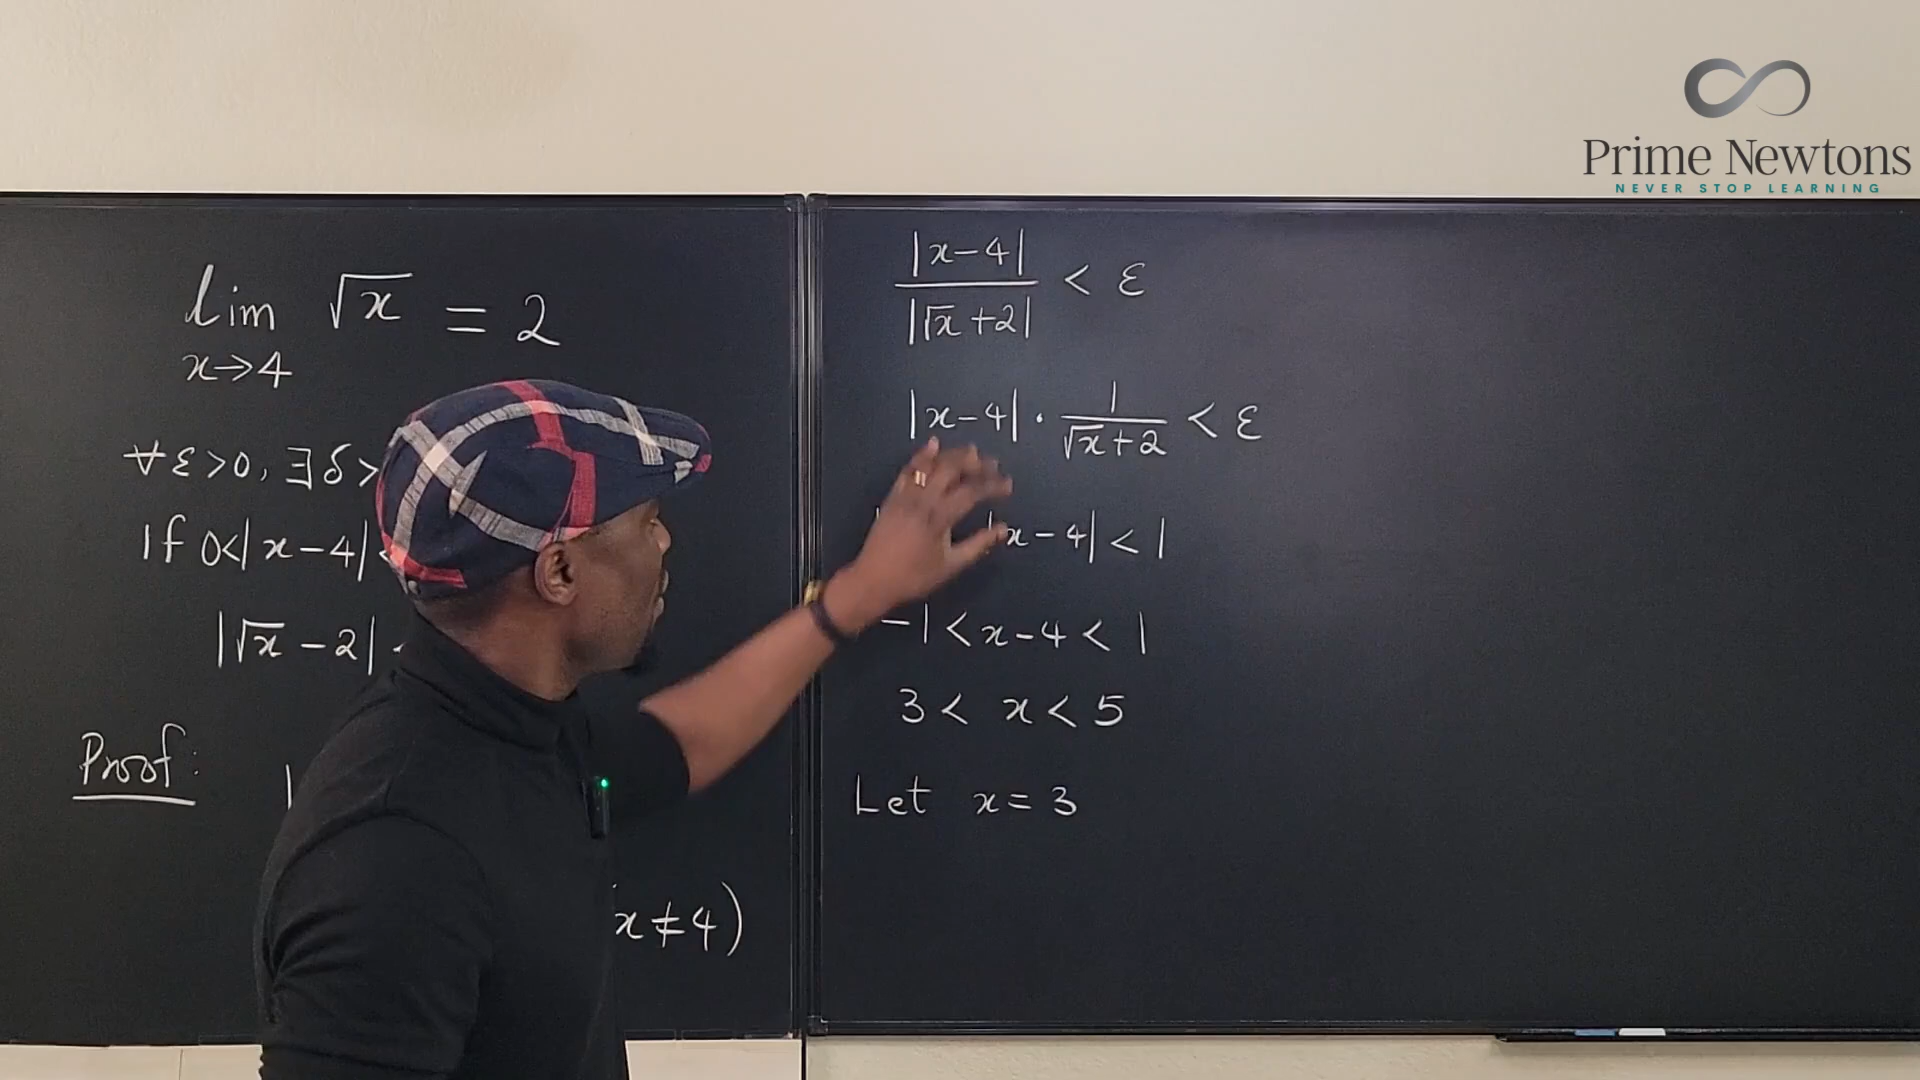 Prime Newtons
NEVER STOP LEARNING
lim √x = 2
x→4
∀ε>0, ∃δ>
If 0<|x-4|<
|√x - 2|
Proof:
(x≠4)
|x-4| / |√x+2| < ε
|x-4| · 1/(√x+2) < ε
|x-4| < 1
-1 < x-4 < 1
3 < x < 5
Let x = 3